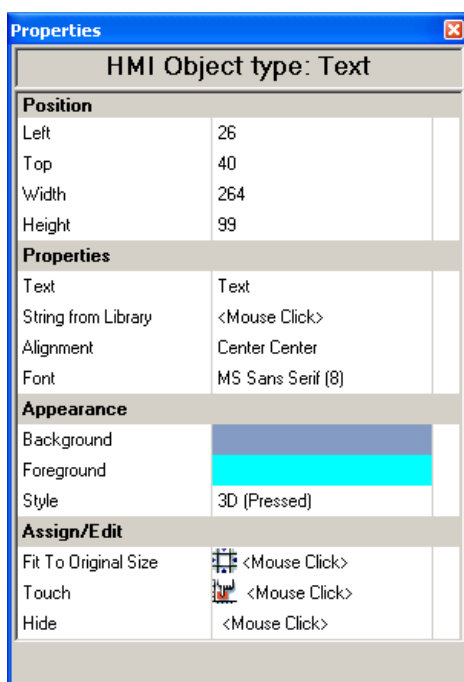 Properties
HMI Object type: Text
Position
Left 26
Top 40
Width 264
Height 99
Properties
Text Text
String from Library <Mouse Click>
Alignment Center Center
Font MS Sans Serif (8)
Appearance
Background
Foreground
Style 3D (Pressed)
Assign/Edit
Fit To Original Size <Mouse Click>
Touch <Mouse Click>
Hide <Mouse Click>